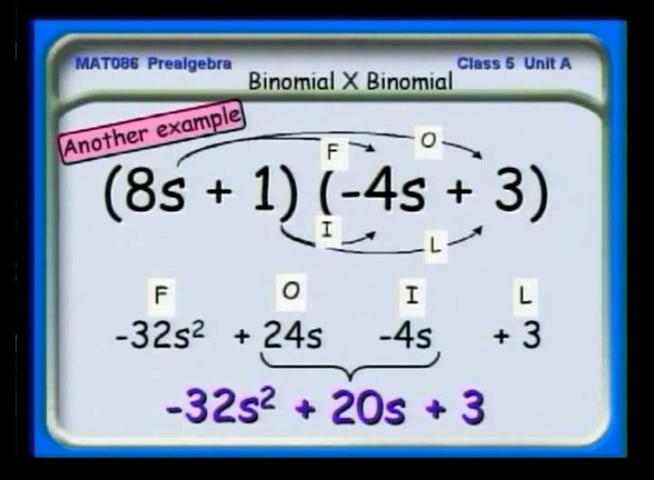 MAT086 Prealgebra Class 5 Unit A
Binomial X Binomial
Another example
F O
(8s + 1) (-4s + 3)
I L
F O I L
-32s² + 24s -4s + 3
-32s² + 20s + 3